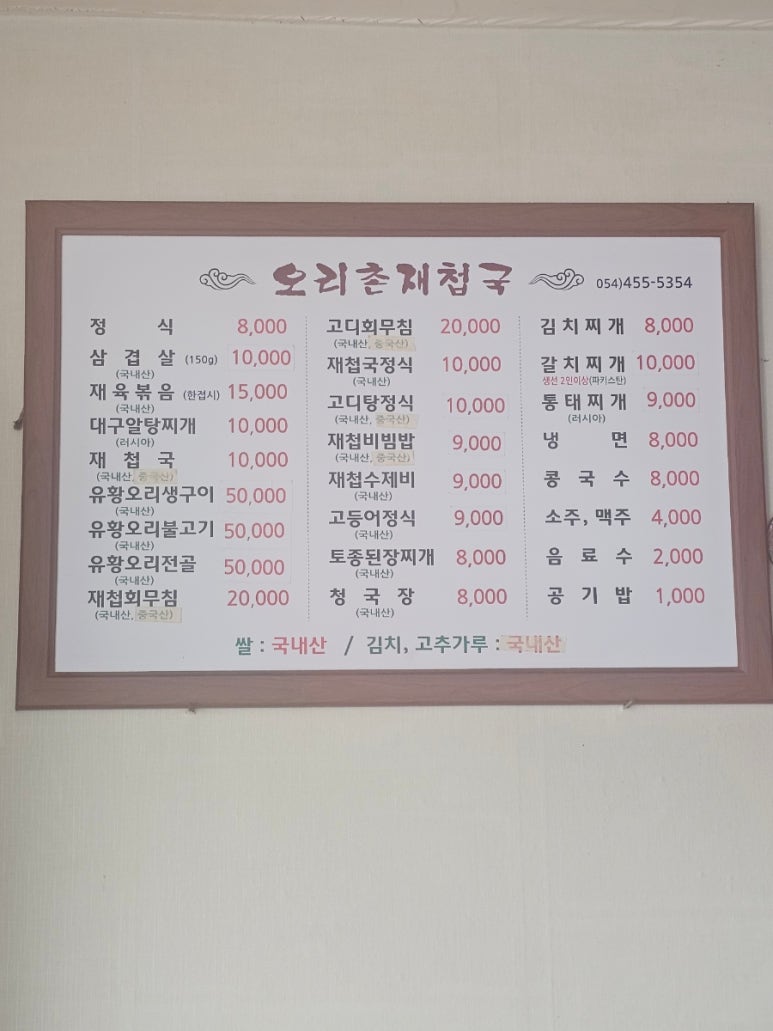 오리촌재첩국 054)455-5354
정 식 8,000
삼 겹 살 (150g) 10,000
(국내산)
재 육 볶 음 (한접시) 15,000
(국내산)
대구알탕찌개 10,000
(러시아)
재 첩 국 10,000
(국내산, 중국산)
유황오리생구이 50,000
(국내산)
유황오리불고기 50,000
(국내산)
유황오리전골 50,000
(국내산)
재첩회무침 20,000
(국내산, 중국산)
고디회무침 20,000
(국내산, 중국산)
재첩국정식 10,000
(국내산)
고디탕정식 10,000
(국내산, 중국산)
재첩비빔밥 9,000
(국내산, 중국산)
재첩수제비 9,000
(국내산)
고등어정식 9,000
(국내산)
토종된장찌개 8,000
(국내산)
청 국 장 8,000
(국내산)
김 치 찌 개 8,000
갈 치 찌 개 10,000
생선 2인이상(파키스탄)
통 태 찌 개 9,000
(러시아)
냉 면 8,000
콩 국 수 8,000
소주, 맥주 4,000
음 료 수 2,000
공 기 밥 1,000
쌀 : 국내산 / 김치, 고추가루 : 국내산